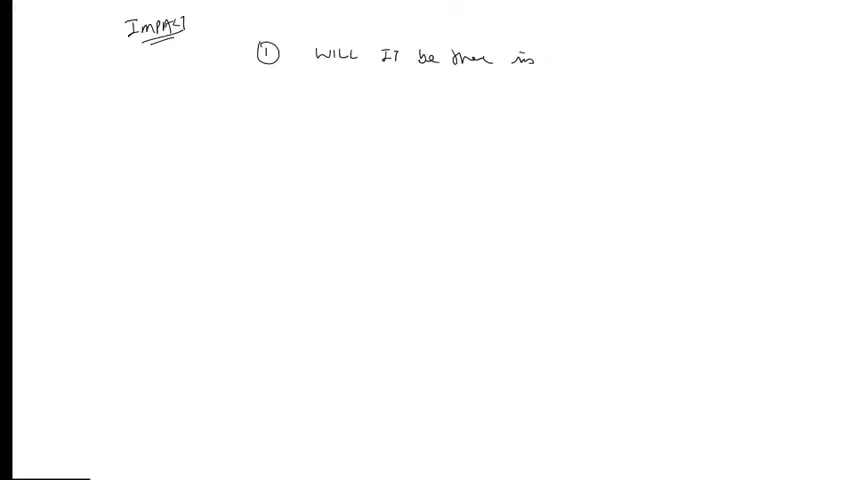 IMPACT
① WILL IT be there in